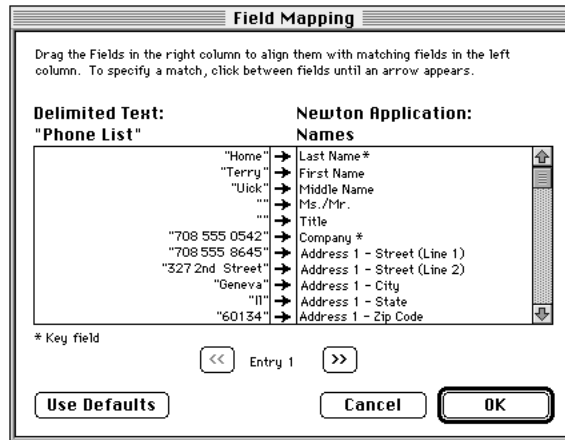 Field Mapping
Drag the Fields in the right column to align them with matching fields in the left
column. To specify a match, click between fields until an arrow appears.
Delimited Text: Newton Application:
"Phone List" Names
"Home" → Last Name*
"Terry" → First Name
"Uick" → Middle Name
"" → Ms./Mr.
"" → Title
"708 555 0542" → Company *
"708 555 8645" → Address 1 - Street (Line 1)
"327 2nd Street" → Address 1 - Street (Line 2)
"Geneva" → Address 1 - City
"Il" → Address 1 - State
"60134" → Address 1 - Zip Code
* Key field
<< Entry 1 >>
Use Defaults Cancel OK